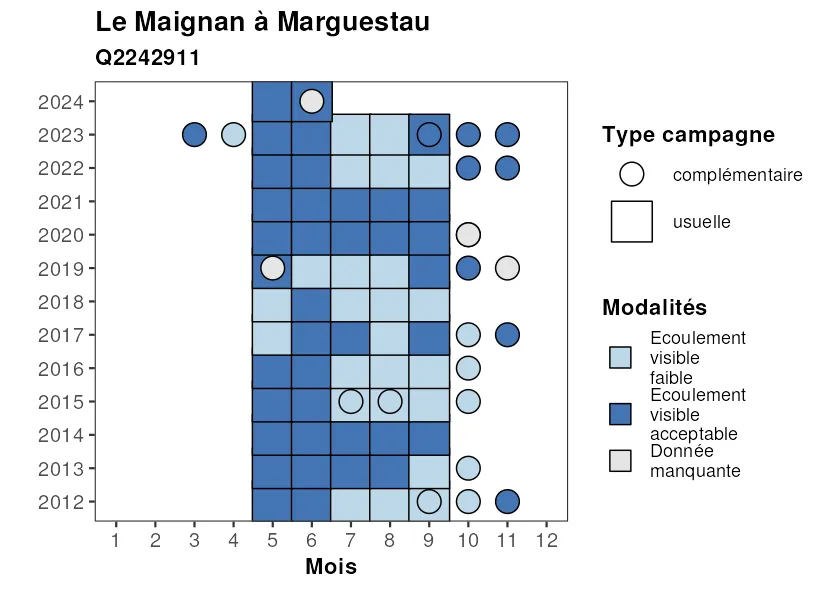 Le Maignan à Marguestau
Q2242911
2024
2023
2022
2021
2020
2019
2018
2017
2016
2015
2014
2013
2012
1 2 3 4 5 6 7 8 9 10 11 12
Mois
Type campagne
complémentaire
usuelle
Modalités
Ecoulement
visible
faible
Ecoulement
visible
acceptable
Donnée
manquante